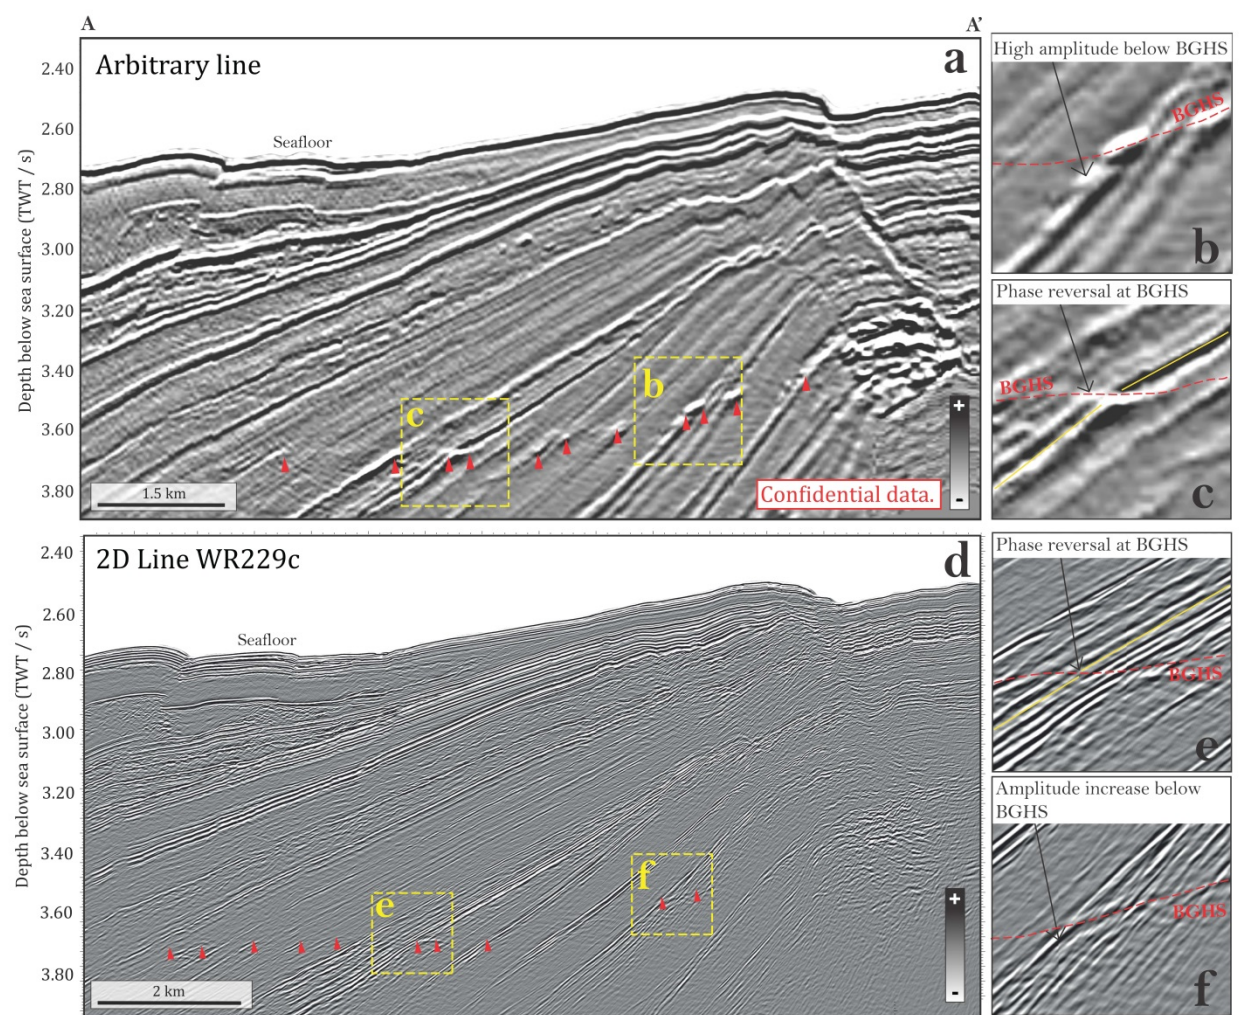 A
A'
Arbitrary line
a
Depth below sea surface (TWT / s)
2.40
2.60
2.80
3.00
3.20
3.40
3.60
3.80
Seafloor
c
b
1.5 km
Confidential data.
+
-
High amplitude below BGHS
BGHS
b
Phase reversal at BGHS
BGHS
c
2D Line WR229c
d
Depth below sea surface (TWT / s)
2.40
2.60
2.80
3.00
3.20
3.40
3.60
3.80
Seafloor
e
f
2 km
+
-
Phase reversal at BGHS
BGHS
e
Amplitude increase below
BGHS
BGHS
f